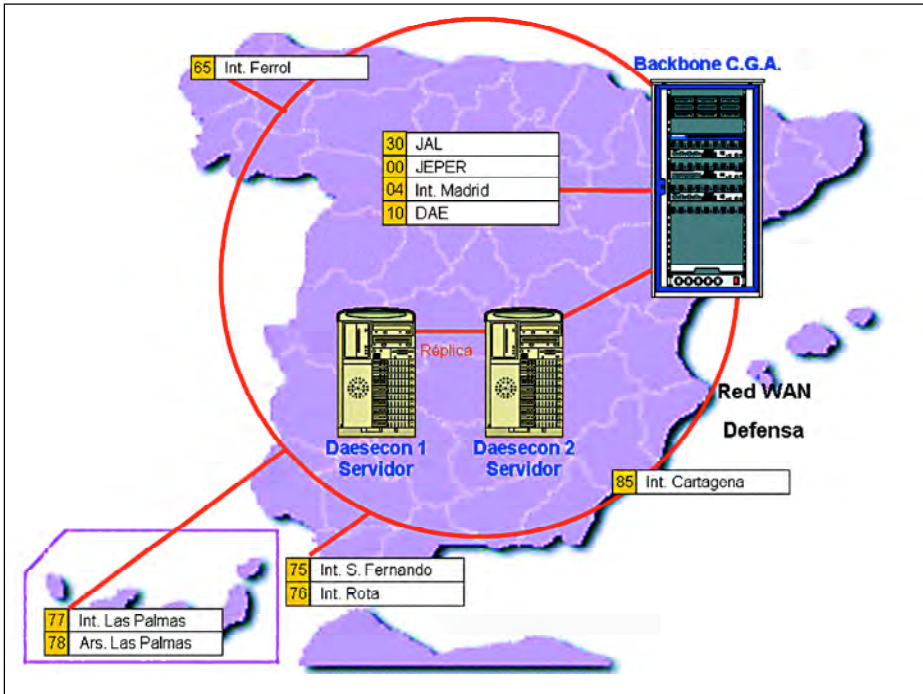 65 Int. Ferrol
Backbone C.G.A.
30 JAL
00 JEPER
04 Int. Madrid
10 DAE
Réplica
Daesecon 1
Servidor
Daesecon 2
Servidor
Red WAN
Defensa
85 Int. Cartagena
75 Int. S. Fernando
76 Int. Rota
77 Int. Las Palmas
78 Ars. Las Palmas